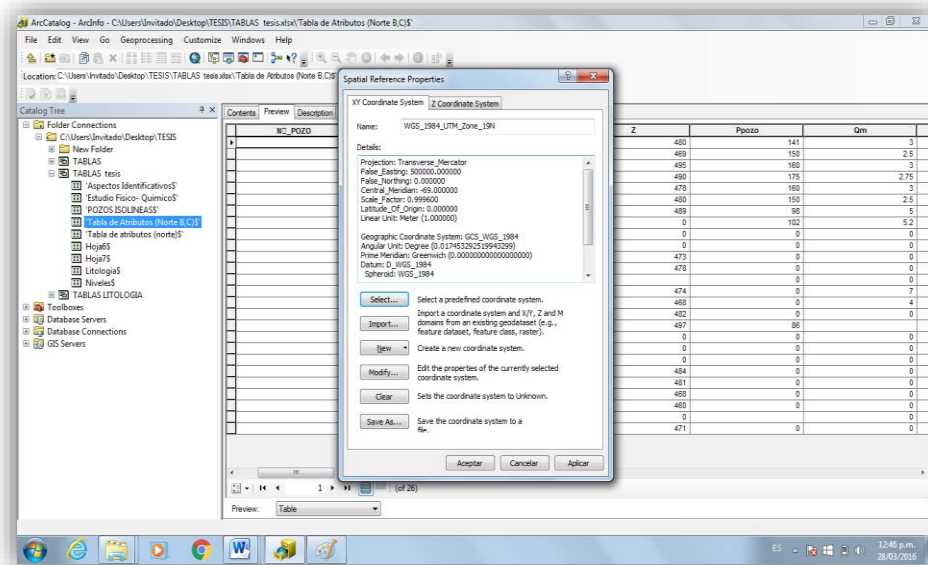 ArcCatalog - ArcInfo - C:\Users\Invitado\Desktop\TESIS\TABLAS tesis.xlsx\'Tabla de Atributos (Norte B,C)$'
File Edit View Go Geoprocessing Customize Windows Help
Location: C:\Users\Invitado\Desktop\TESIS\TABLAS tesis.xlsx\'Tabla de Atributos (Norte B,C)$'
Catalog Tree
Folder Connections
C:\Users\Invitado\Desktop\TESIS
New Folder
TABLAS
TABLAS tesis
'Aspectos Identificativos$'
'Estudio Fisico- Quimico$'
'POZOS ISOLINEAS$'
'Tabla de Atributos (Norte B,C)$'
'Tabla de atributos (norte)$'
Hoja6$
Hoja7$
Litologia$
Niveles$
TABLAS LITOLOGIA
Toolboxes
Database Servers
Database Connections
GIS Servers
Contents Preview Description
Spatial Reference Properties
XY Coordinate System Z Coordinate System
Name: WGS_1984_UTM_Zone_19N
Details:
Projection: Transverse_Mercator
False_Easting: 500000.000000
False_Northing: 0.000000
Central_Meridian: -69.000000
Scale_Factor: 0.999600
Latitude_Of_Origin: 0.000000
Linear Unit: Meter (1.000000)
Geographic Coordinate System: GCS_WGS_1984
Angular Unit: Degree (0.017453292519943299)
Prime Meridian: Greenwich (0.000000000000000000)
Datum: D_WGS_1984
Spheroid: WGS_1984
Select... Select a predefined coordinate system.
Import... Import a coordinate system and X/Y, Z and M
domains from an existing geodataset (e.g.,
feature dataset, feature class, raster).
New Create a new coordinate system.
Modify... Edit the properties of the currently selected
coordinate system.
Clear Sets the coordinate system to Unknown.
Save As... Save the coordinate system to a
file.
Aceptar Cancelar Aplicar
Z Ppozo Qm
480 141 3
469 150 2.5
495 160 3
490 175 2.75
478 160 3
480 150 2.5
489 98 5
0 102 5.2
0 0 0
0 0 0
473 0 0
478 0 0
0 0
474 0 7
468 0 4
482 0 0
497 86
0 0 0
0 0 0
0 0 0
484 0 0
481 0 0
468 0 0
460 0 0
0 0
471 0 0
1 (of 26)
Preview: Table
ES 12:46 p.m.
28/03/2016